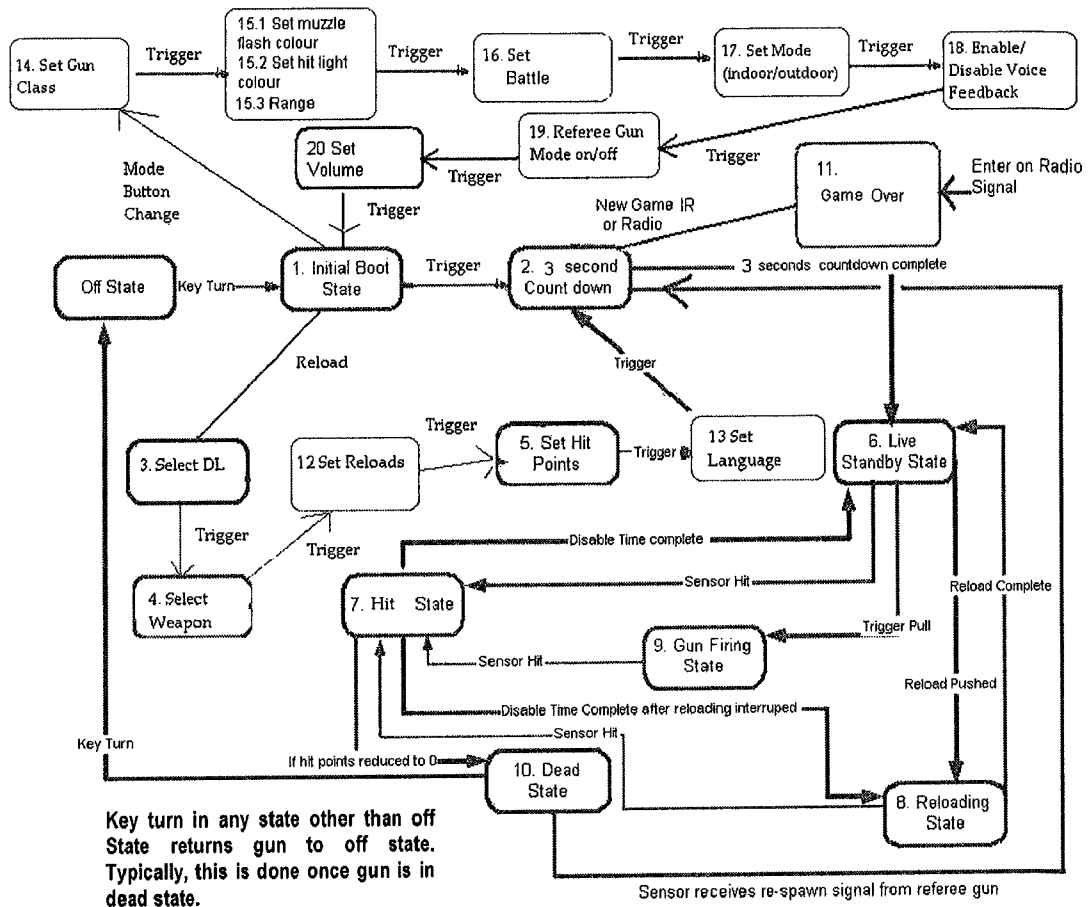 14. Set Gun
Class
Trigger
15.1 Set muzzle
flash colour
15.2 Set hit light
colour
15.3 Range
Trigger
16. Set
Battle
Trigger
17. Set Mode
(indoor/outdoor)
Trigger
18. Enable/
Disable Voice
Feedback
Trigger
19. Referee Gun
Mode on/off
Trigger
20 Set
Volume
Trigger
Mode
Button
Change
11.
Game Over
Enter on Radio
Signal
New Game IR
or Radio
Off State
Key Turn
1. Initial Boot
State
Trigger
2. 3 second
Count down
3 seconds countdown complete
Reload
Trigger
3. Select DL
Trigger
4. Select
Weapon
Trigger
12 Set Reloads
Trigger
5. Set Hit
Points
Trigger
13 Set
Language
6. Live
Standby State
Disable Time complete
Sensor Hit
Reload Complete
7. Hit State
Trigger Pull
9. Gun Firing
State
Sensor Hit
Reload Pushed
Disable Time Complete after reloading interruped
Sensor Hit
Key Turn
If hit points reduced to 0
10. Dead
State
8. Reloading
State
Key turn in any state other than off
State returns gun to off state.
Typically, this is done once gun is in
dead state.
Sensor receives re-spawn signal from referee gun